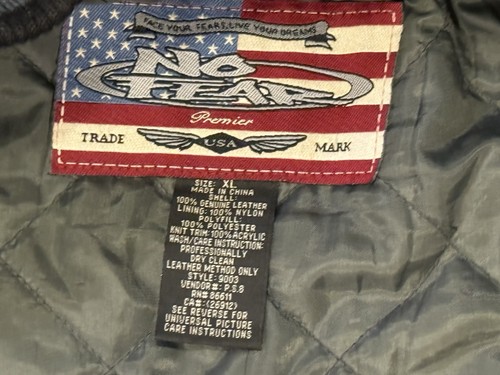 FACE YOUR FEARS, LIVE YOUR DREAMS
NO
FEAR
Premier
TRADE USA MARK
SIZE: XL
MADE IN CHINA
SHELL:
100% GENUINE LEATHER
LINING: 100% NYLON
POLYFILL:
100% POLYESTER
KNIT TRIM: 100% ACRYLIC
WASH/CARE INSTRUCTION:
PROFESSIONALLY
DRY CLEAN
LEATHER METHOD ONLY
STYLE: 9003
VENDOR#: P.S.8
RN# 86611
CA#: (26912)
SEE REVERSE FOR
UNIVERSAL PICTURE
CARE INSTRUCTIONS